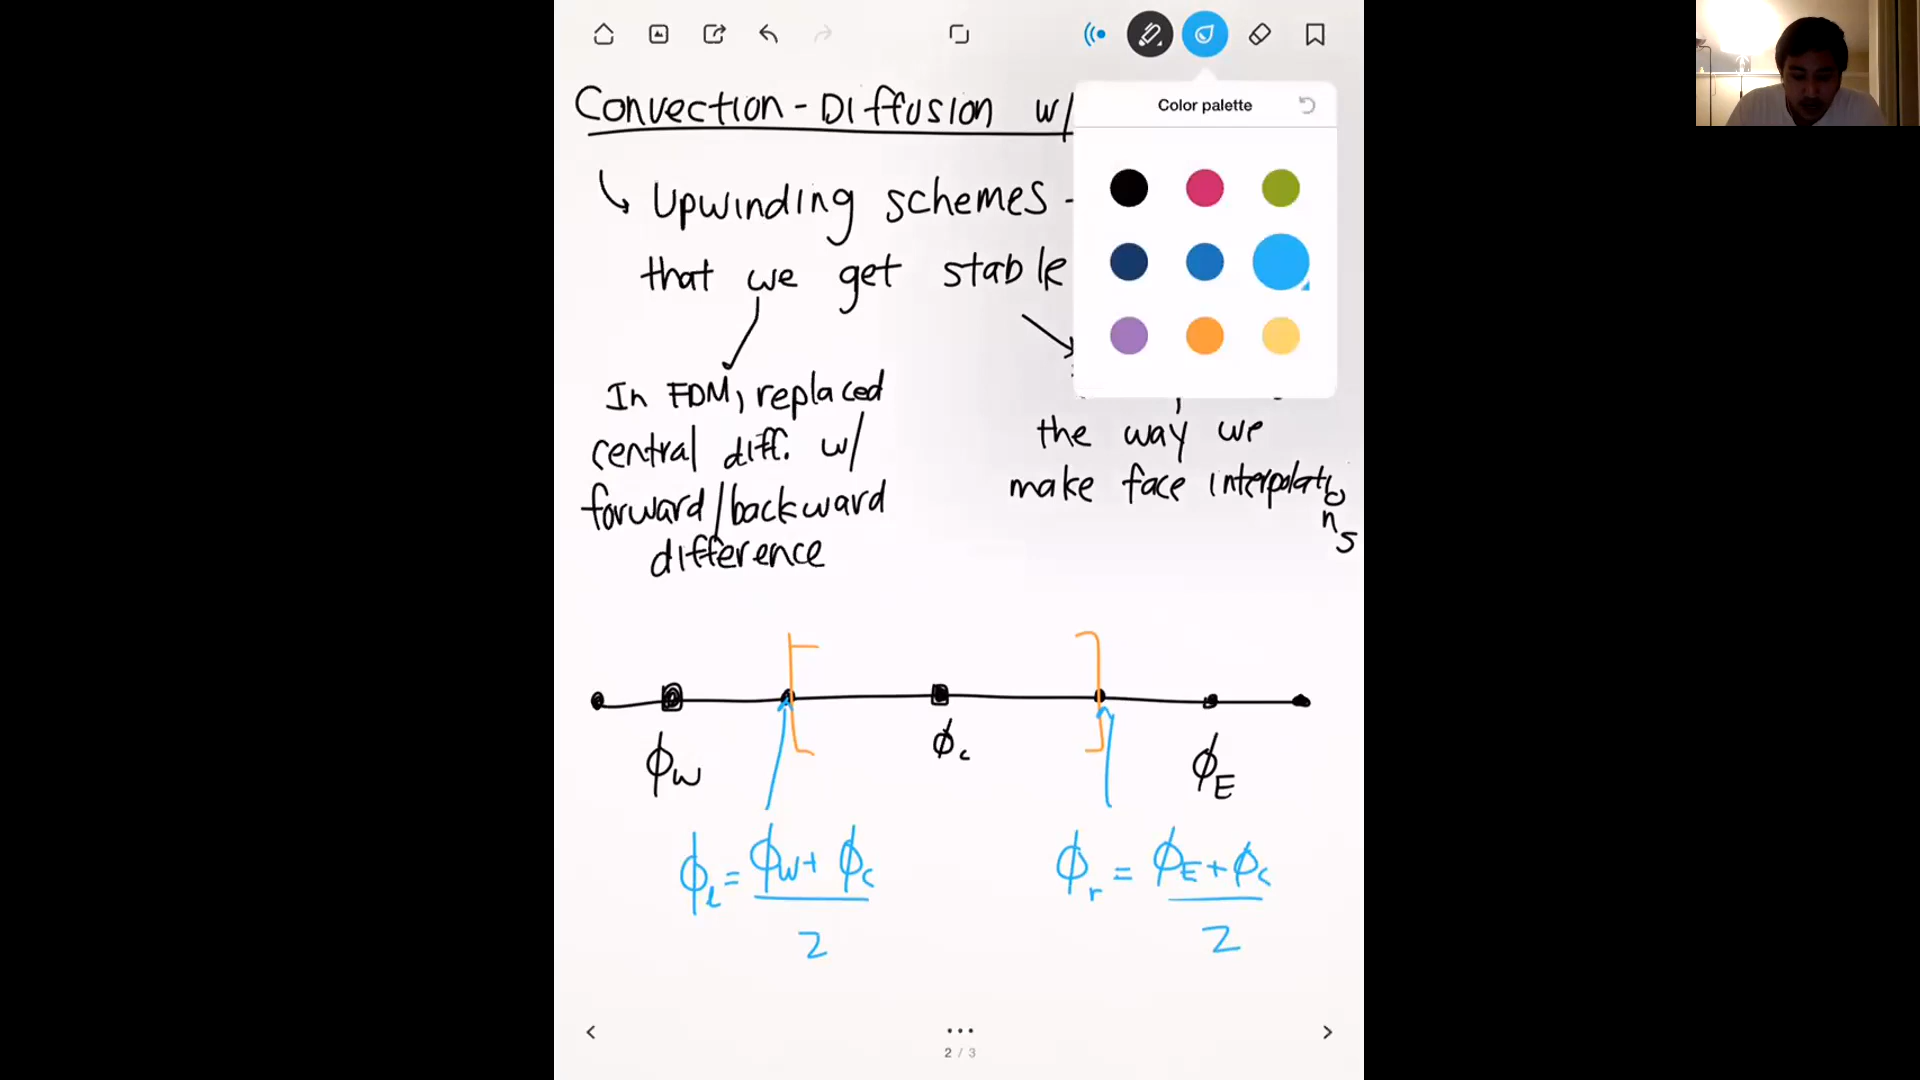 Color palette
Convection - Diffusion w/
↳ Upwinding schemes -
that we get stable
In FDM, replaced
central diff. w/
forward/backward
difference
the way we
make face interpolations
ϕW ϕc ϕE
ϕl = ϕW + ϕc / 2
ϕr = ϕE + ϕc / 2
2 / 3